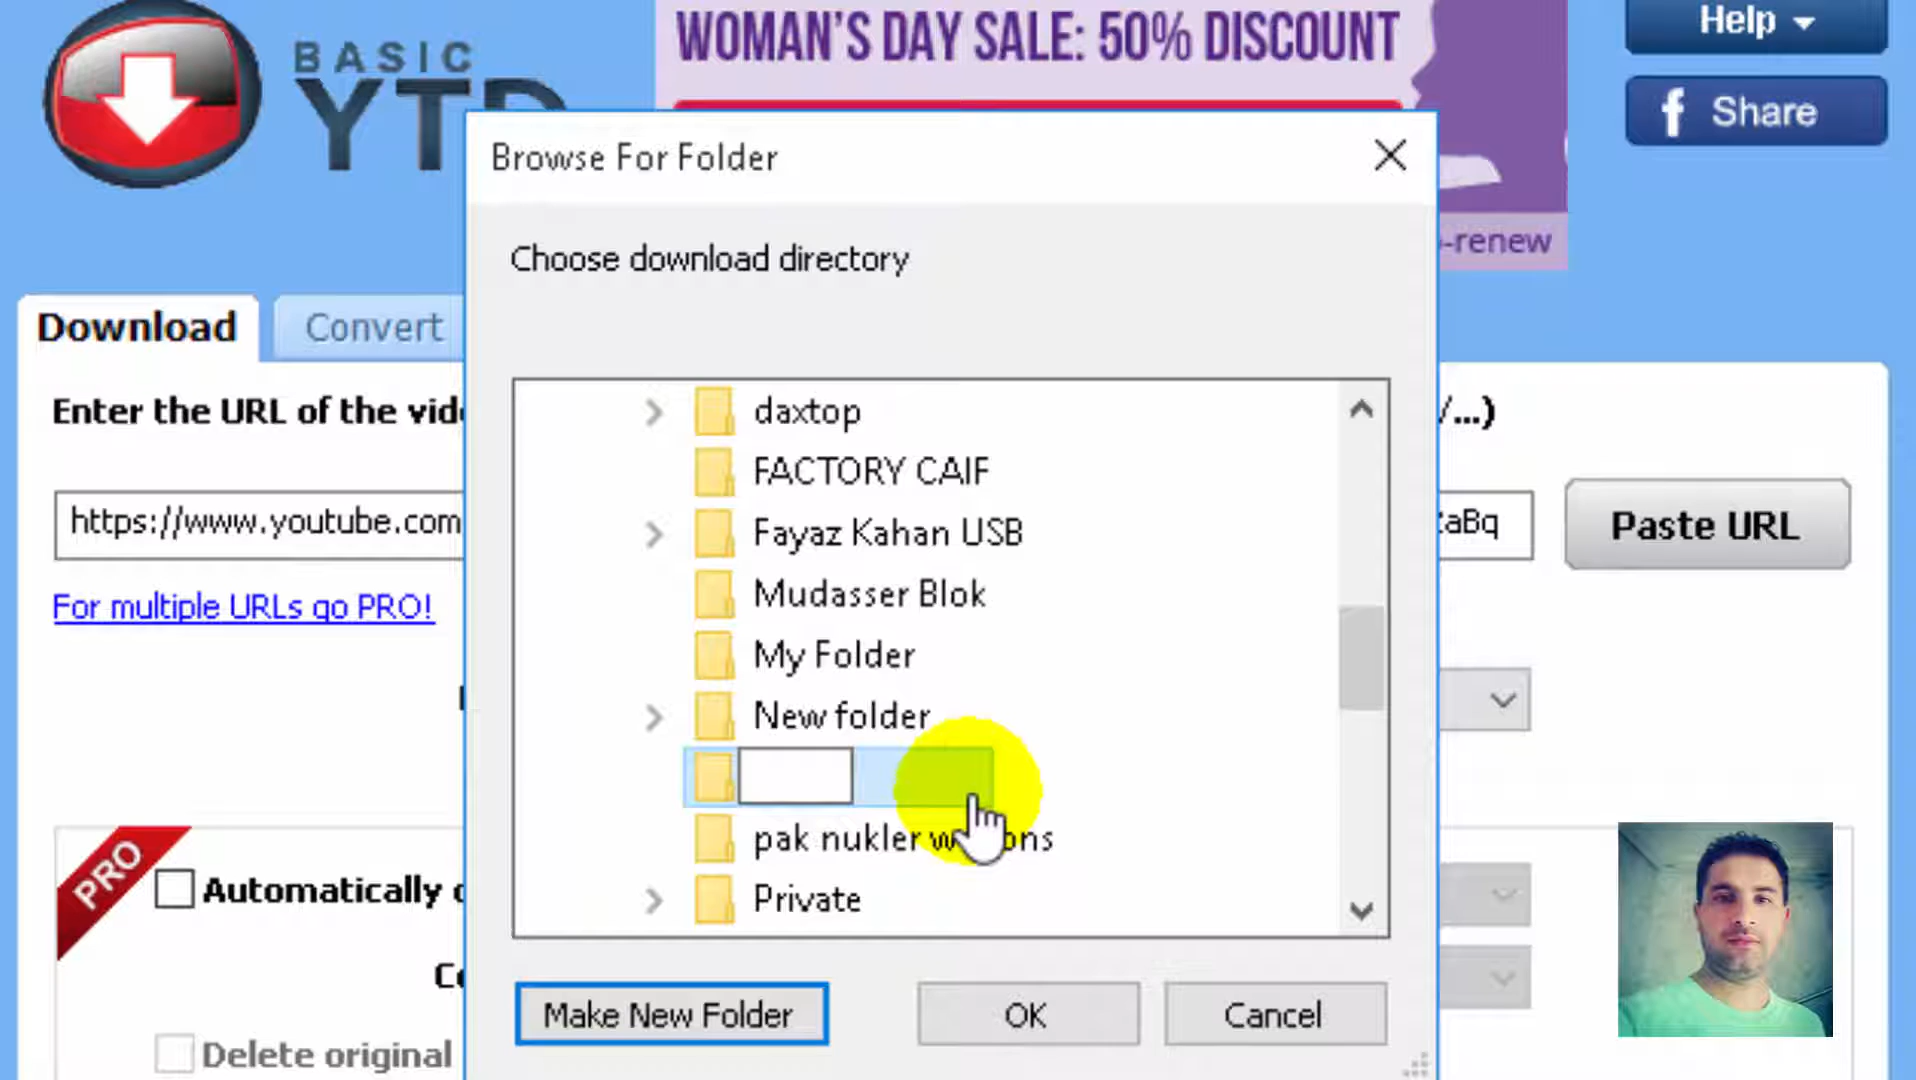 BASIC
YTD
WOMAN'S DAY SALE: 50% DISCOUNT
-renew
Help
Share
Browse For Folder
Choose download directory
Download
Convert
Enter the URL of the
/...)
https://www.youtube.com
aBq
Paste URL
For multiple URLs go PRO!
daxtop
FACTORY CAIF
Fayaz Kahan USB
Mudasser Blok
My Folder
New folder
pak nukler
Private
PRO
Automatically
Delete original
Make New Folder
OK
Cancel